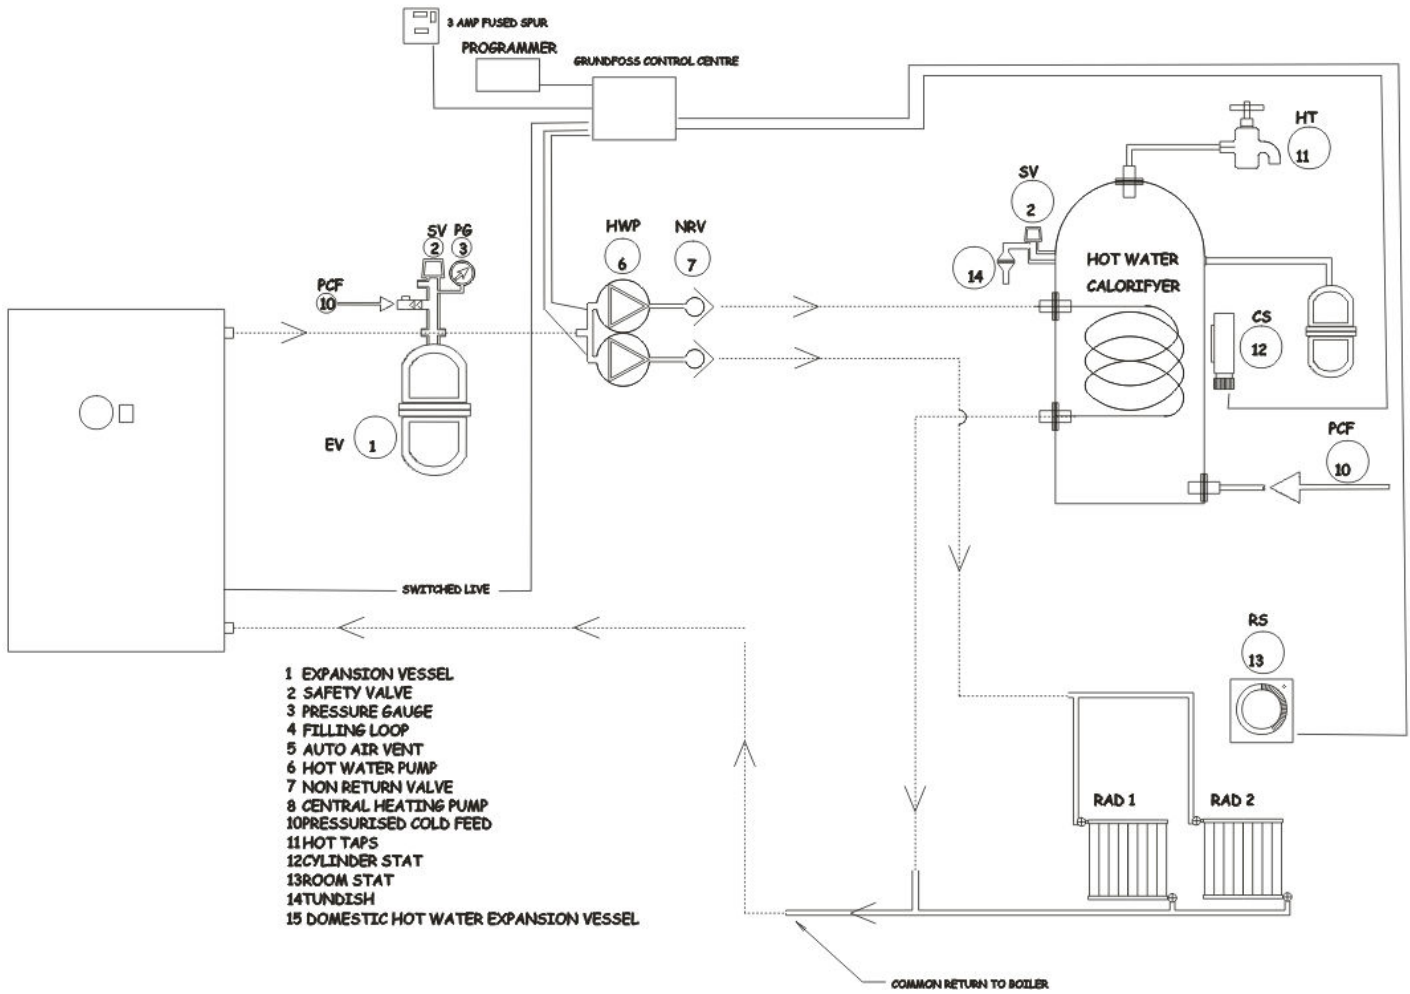 3 AMP FUSED SPUR
PROGRAMMER
GRUNDFOSS CONTROL CENTRE
HT
11
SV
2
14
HOT WATER
CALORIFYER
CS
12
PCF
10
HWP
6
NRV
7
SV PG
2 3
PCF
10
EV 1
SWITCHED LIVE
RS
13
RAD 1
RAD 2
1 EXPANSION VESSEL
2 SAFETY VALVE
3 PRESSURE GAUGE
4 FILLING LOOP
5 AUTO AIR VENT
6 HOT WATER PUMP
7 NON RETURN VALVE
8 CENTRAL HEATING PUMP
10PRESSURISED COLD FEED
11HOT TAPS
12CYLINDER STAT
13ROOM STAT
14TUNDISH
15 DOMESTIC HOT WATER EXPANSION VESSEL
COMMON RETURN TO BOILER